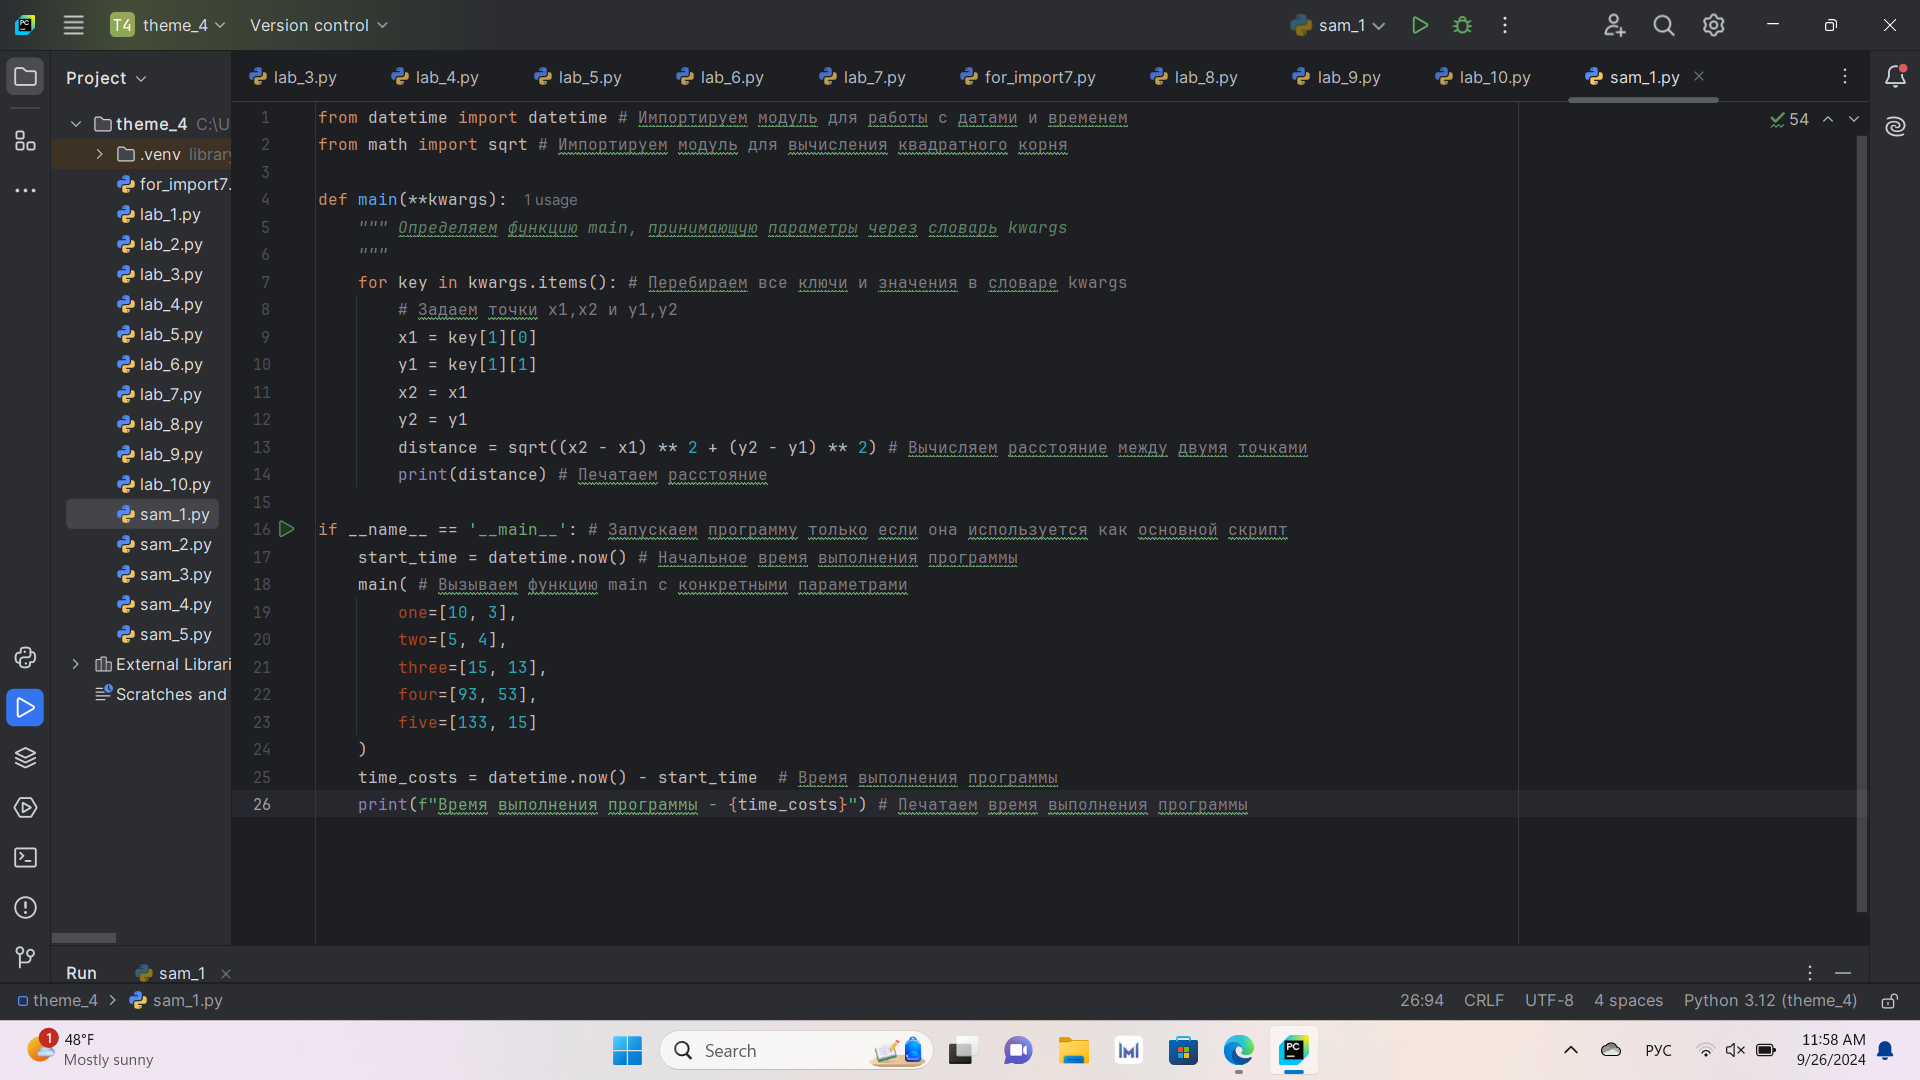 T4 theme_4 Version control sam_1
Project
lab_3.py lab_4.py lab_5.py lab_6.py lab_7.py for_import7.py lab_8.py lab_9.py lab_10.py sam_1.py
theme_4 C:\U
.venv library
for_import7.
lab_1.py
lab_2.py
lab_3.py
lab_4.py
lab_5.py
lab_6.py
lab_7.py
lab_8.py
lab_9.py
lab_10.py
sam_1.py
sam_2.py
sam_3.py
sam_4.py
sam_5.py
External Librari
Scratches and
54
1 from datetime import datetime # Импортируем модуль для работы с датами и временем
2 from math import sqrt # Импортируем модуль для вычисления квадратного корня
3
4 def main(**kwargs): 1 usage
5 """ Определяем функцию main, принимающую параметры через словарь kwargs
6 """
7 for key in kwargs.items(): # Перебираем все ключи и значения в словаре kwargs
8 # Задаем точки x1,x2 и y1,y2
9 x1 = key[1][0]
10 y1 = key[1][1]
11 x2 = x1
12 y2 = y1
13 distance = sqrt((x2 - x1) ** 2 + (y2 - y1) ** 2) # Вычисляем расстояние между двумя точками
14 print(distance) # Печатаем расстояние
15
16 if __name__ == '__main__': # Запускаем программу только если она используется как основной скрипт
17 start_time = datetime.now() # Начальное время выполнения программы
18 main( # Вызываем функцию main с конкретными параметрами
19 one=[10, 3],
20 two=[5, 4],
21 three=[15, 13],
22 four=[93, 53],
23 five=[133, 15]
24 )
25 time_costs = datetime.now() - start_time # Время выполнения программы
26 print(f"Время выполнения программы - {time_costs}") # Печатаем время выполнения программы
Run sam_1
theme_4 sam_1.py 26:94 CRLF UTF-8 4 spaces Python 3.12 (theme_4)
1 48°F
Mostly sunny
Search
PC
РУС
11:58 AM
9/26/2024